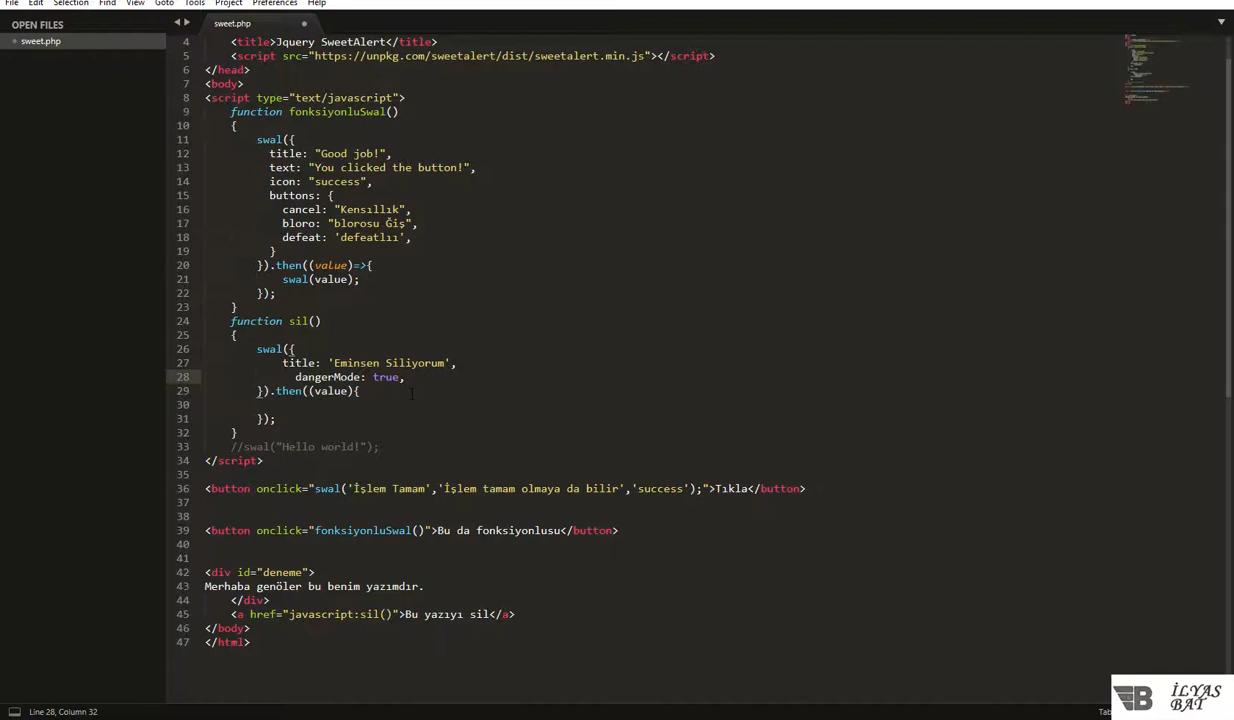 File Edit Selection Find View Goto Tools Project Preferences Help
OPEN FILES
sweet.php
sweet.php
4 <title>Jquery SweetAlert</title>
5 <script src="https://unpkg.com/sweetalert/dist/sweetalert.min.js"></script>
6 </head>
7 <body>
8 <script type="text/javascript">
9 function fonksiyonluSwal()
10 {
11 swal({
12 title: "Good job!",
13 text: "You clicked the button!",
14 icon: "success",
15 buttons: {
16 cancel: "Kensıllık",
17 bloro: "blorosu Ğiş",
18 defeat: 'defeatlıı',
19 }
20 }).then((value)=>{
21 swal(value);
22 });
23 }
24 function sil()
25 {
26 swal({
27 title: 'Eminsen Siliyorum',
28 dangerMode: true,
29 }).then((value){
30
31 });
32 }
33 //swal("Hello world!");
34 </script>
35
36 <button onclick="swal('İşlem Tamam','İşlem tamam olmaya da bilir','success');">Tıkla</button>
37
38
39 <button onclick="fonksiyonluSwal()">Bu da fonksiyonlusu</button>
40
41
42 <div id="deneme">
43 Merhaba genöler bu benim yazımdır.
44 </div>
45 <a href="javascript:sil()">Bu yazıyı sil</a>
46 </body>
47 </html>
Line 28, Column 32
B İLYAS
BAT